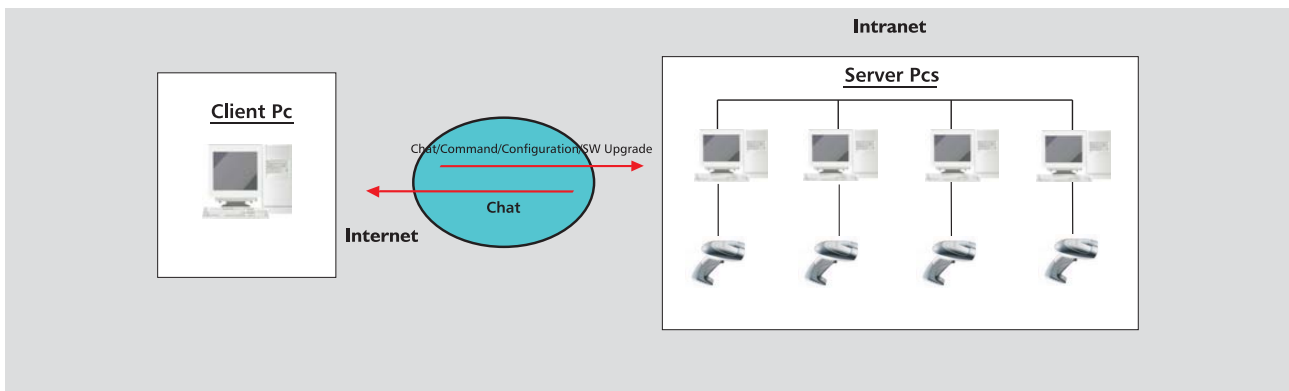 Intranet
Server Pcs
Client Pc
Chat/Command/Configuration/SW Upgrade
Chat
Internet